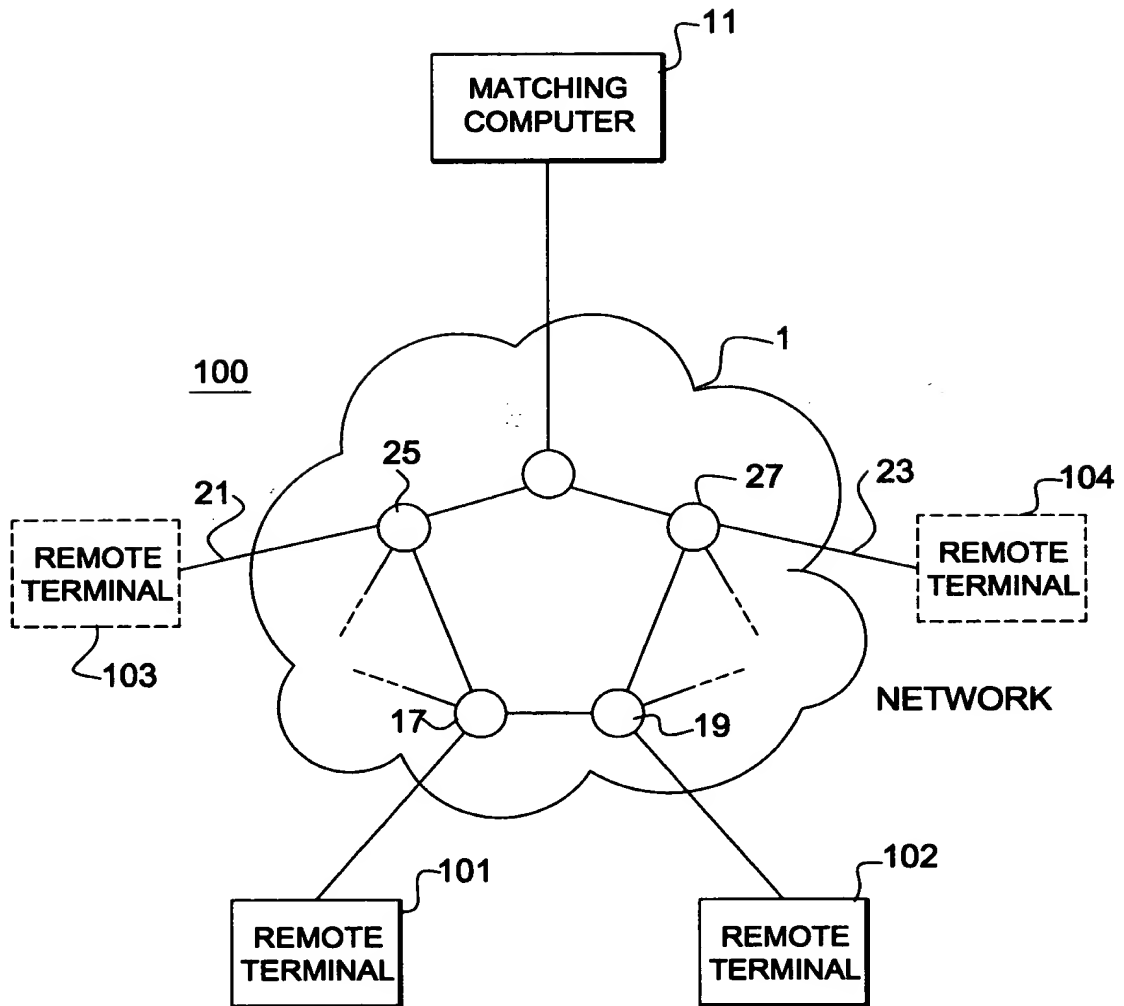 11
MATCHING
COMPUTER
1
100
25
27
23
104
21
REMOTE
TERMINAL
REMOTE
TERMINAL
103
NETWORK
17
19
101
102
REMOTE
TERMINAL
REMOTE
TERMINAL